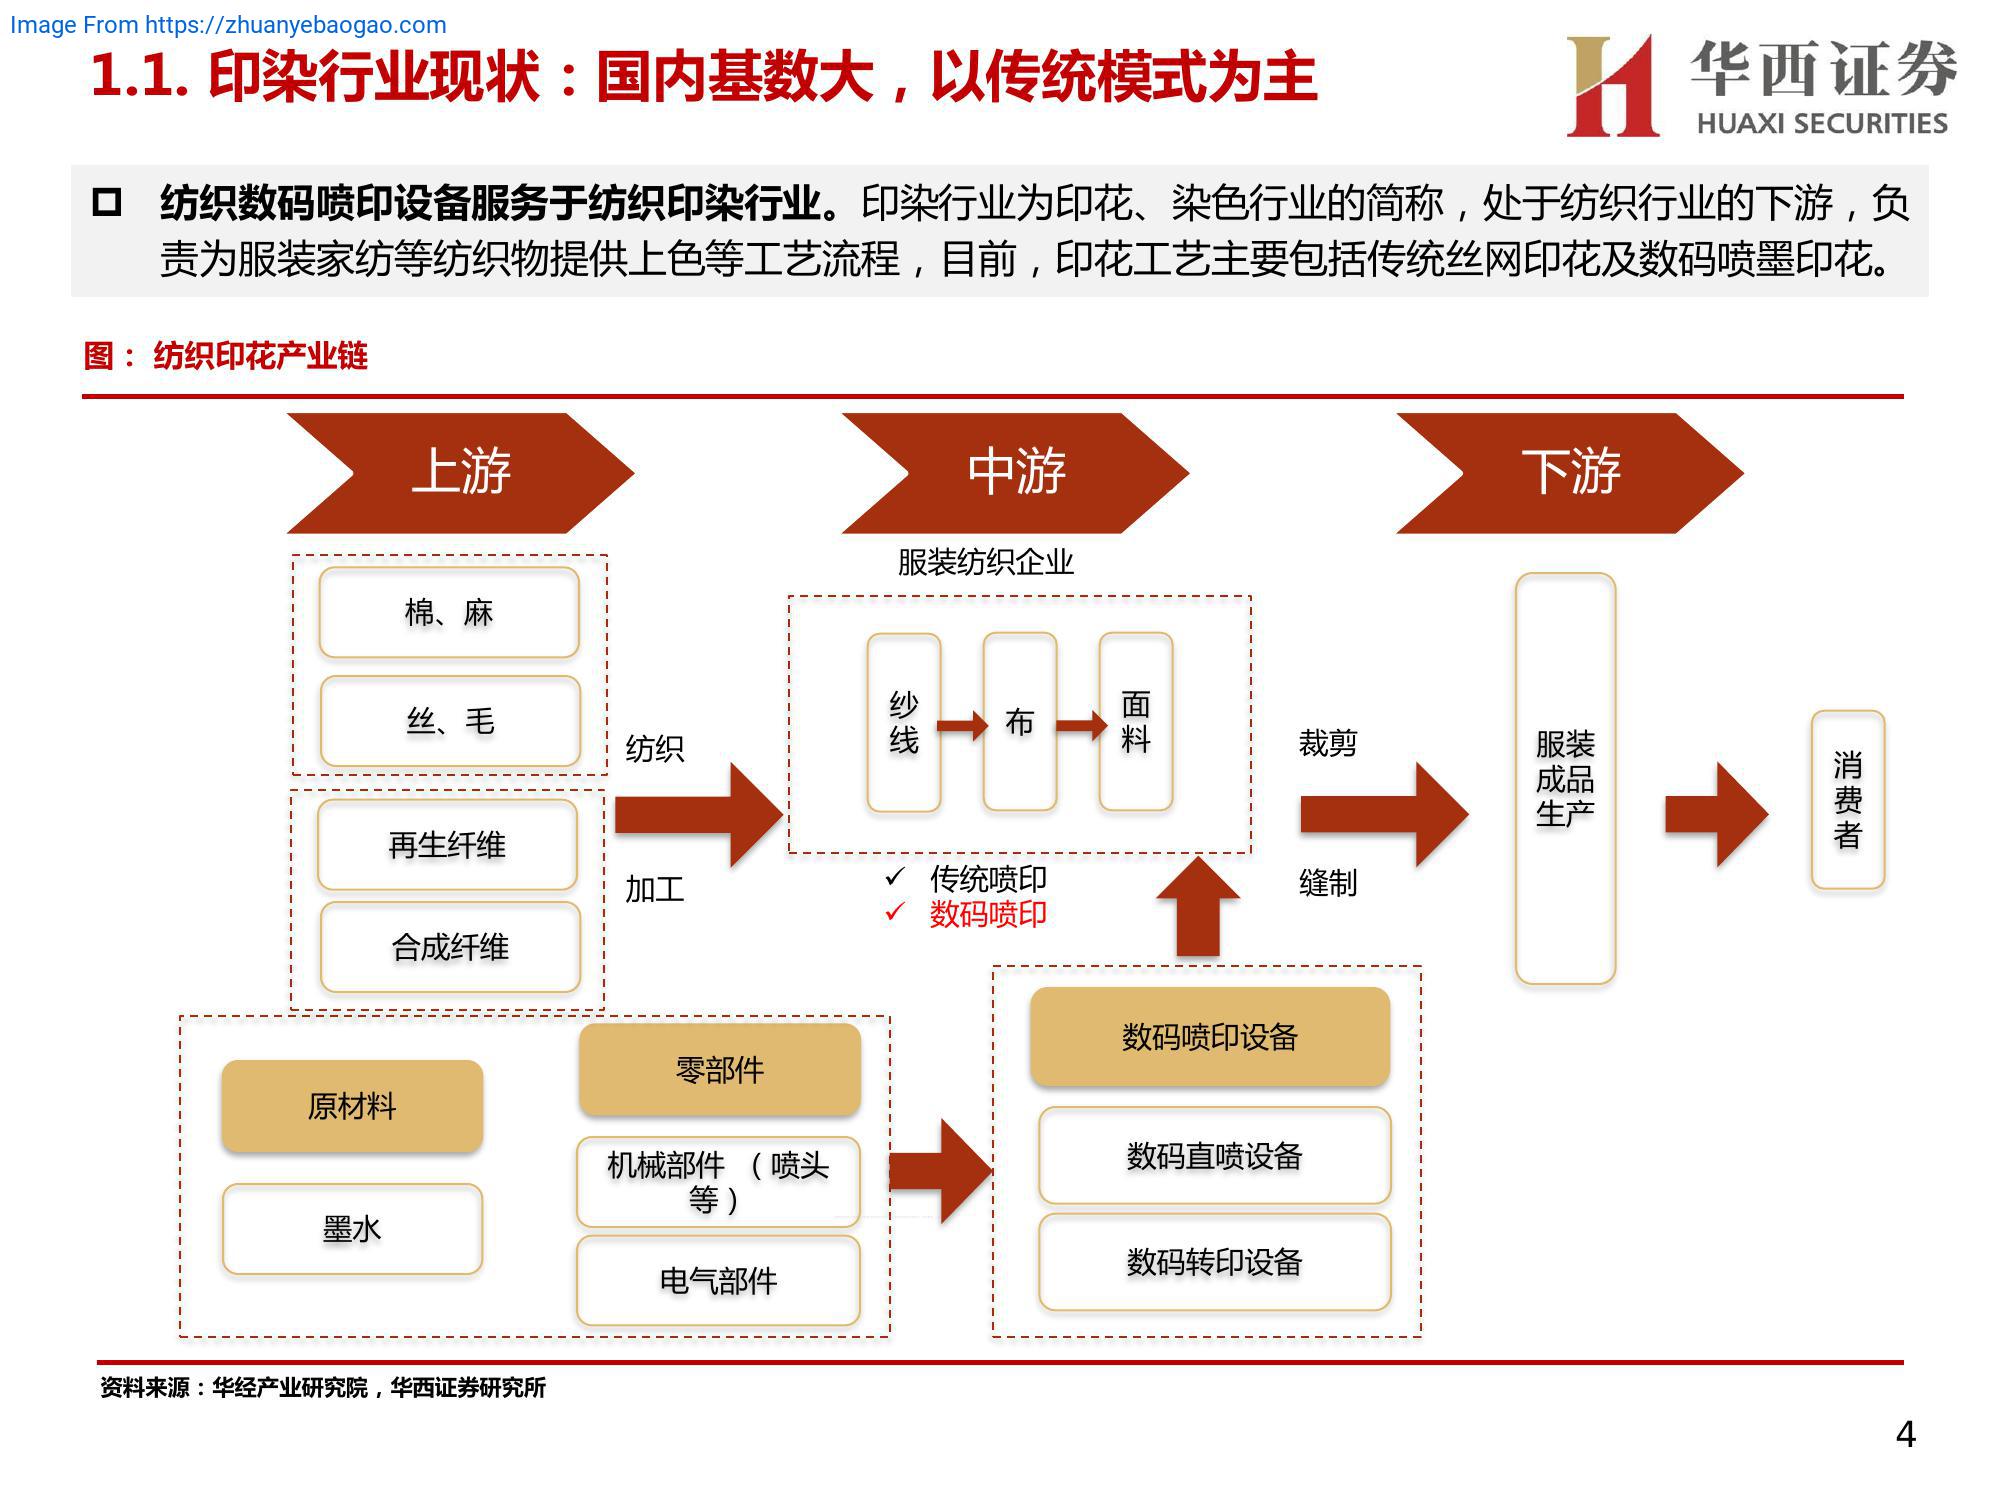 Image From https://zhuanyebaogao.com
1.1. 印染行业现状：国内基数大，以传统模式为主
华西证券
HUAXI SECURITIES
纺织数码喷印设备服务于纺织印染行业。印染行业为印花、染色行业的简称，处于纺织行业的下游，负
责为服装家纺等纺织物提供上色等工艺流程，目前，印花工艺主要包括传统丝网印花及数码喷墨印花。
图： 纺织印花产业链
上游
中游
下游
棉、麻
丝、毛
再生纤维
合成纤维
纺织
加工
服装纺织企业
纱
线
布
面
料
✓ 传统喷印
✓ 数码喷印
裁剪
缝制
服装
成品
生产
消
费
者
原材料
墨水
零部件
机械部件 （喷头
等）
电气部件
数码喷印设备
数码直喷设备
数码转印设备
资料来源：华经产业研究院，华西证券研究所
4